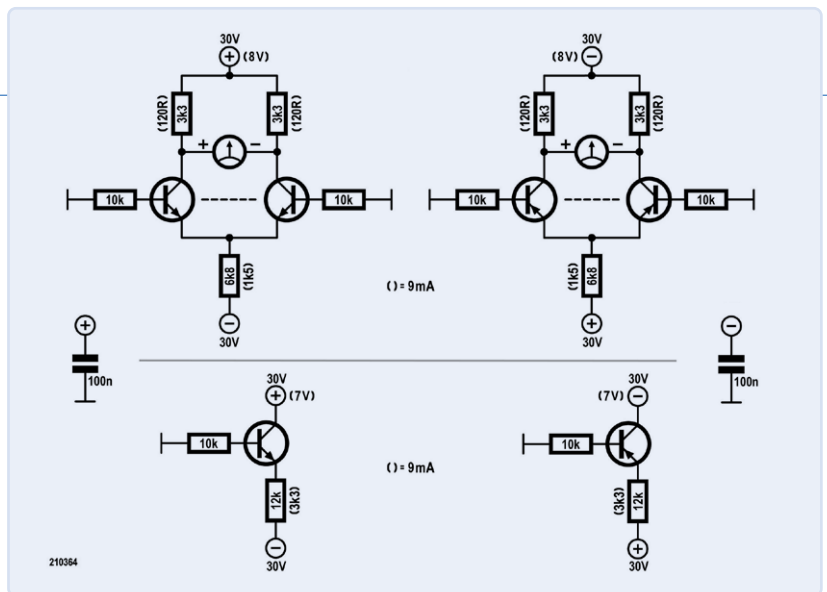 30V
(8V)
30V
(8V)
(120R)
3k3
3k3
(120R)
(120R)
3k3
3k3
(120R)
+
-
+
-
10k
10k
10k
10k
6k8
(1k5)
()= 9mA
6k8
(1k5)
30V
30V
100n
100n
30V
(7V)
30V
(7V)
10k
10k
()= 9mA
12k
(3k3)
(3k3)
12k
30V
30V
210364